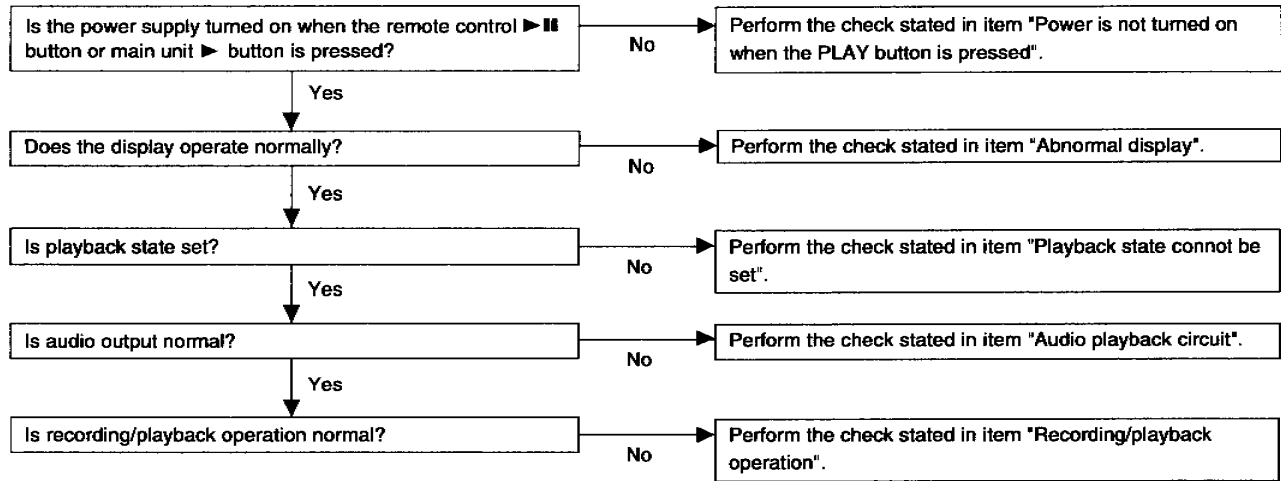 Is the power supply turned on when the remote control ►▮▮
button or main unit ► button is pressed?
No
Perform the check stated in item "Power is not turned on
when the PLAY button is pressed".
Yes
Does the display operate normally?
No
Perform the check stated in item "Abnormal display".
Yes
Is playback state set?
No
Perform the check stated in item "Playback state connot be
set".
Yes
Is audio output normal?
No
Perform the check stated in item "Audio playback circuit".
Yes
Is recording/playback operation normal?
No
Perform the check stated in item "Recording/playback
operation".